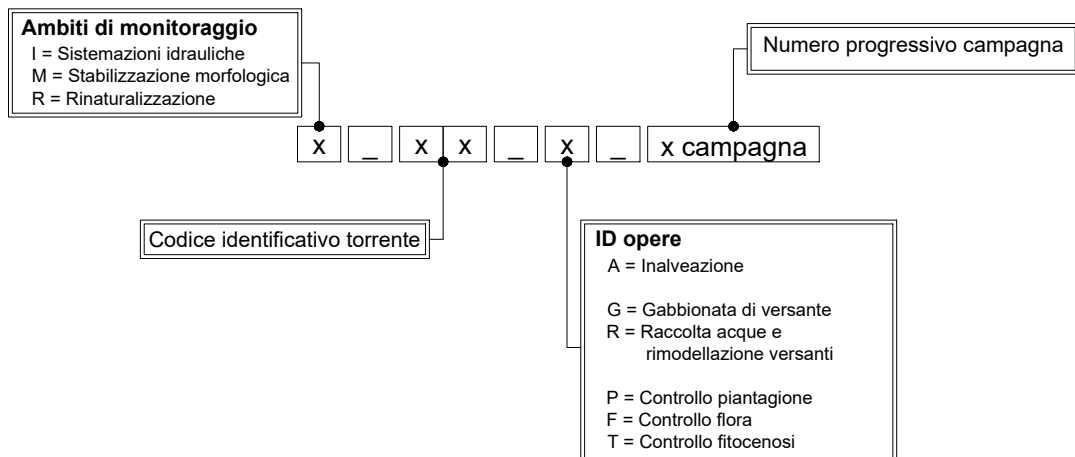 Ambiti di monitoraggio
I = Sistemazioni idrauliche
M = Stabilizzazione morfologica
R = Rinaturalizzazione
Numero progressivo campagna
x _ x x _ x _ x campagna
Codice identificativo torrente
ID opere
A = Inalveazione
G = Gabbionata di versante
R = Raccolta acque e
rimodellazione versanti
P = Controllo piantagione
F = Controllo flora
T = Controllo fitocenosi